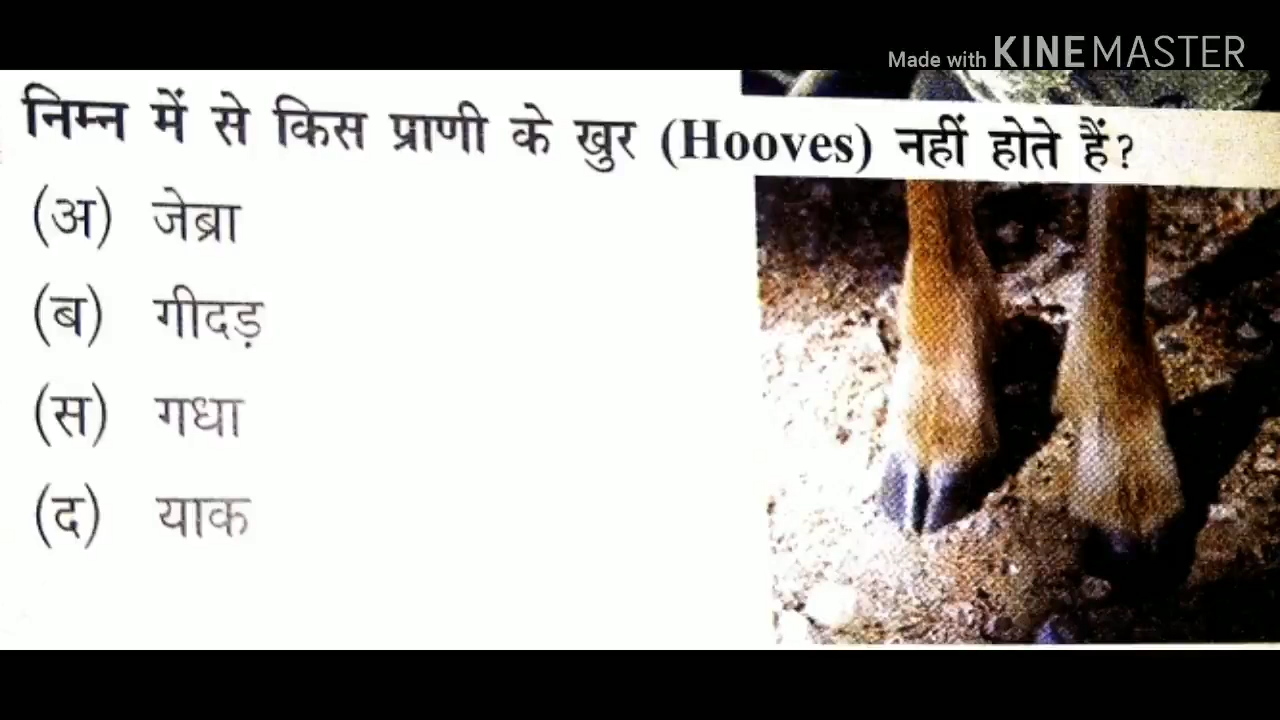 Made with KINEMASTER
निम्न में से किस प्राणी के खुर (Hooves) नहीं होते हैं?
(अ) जेब्रा
(ब) गीदड़
(स) गधा
(द) याक